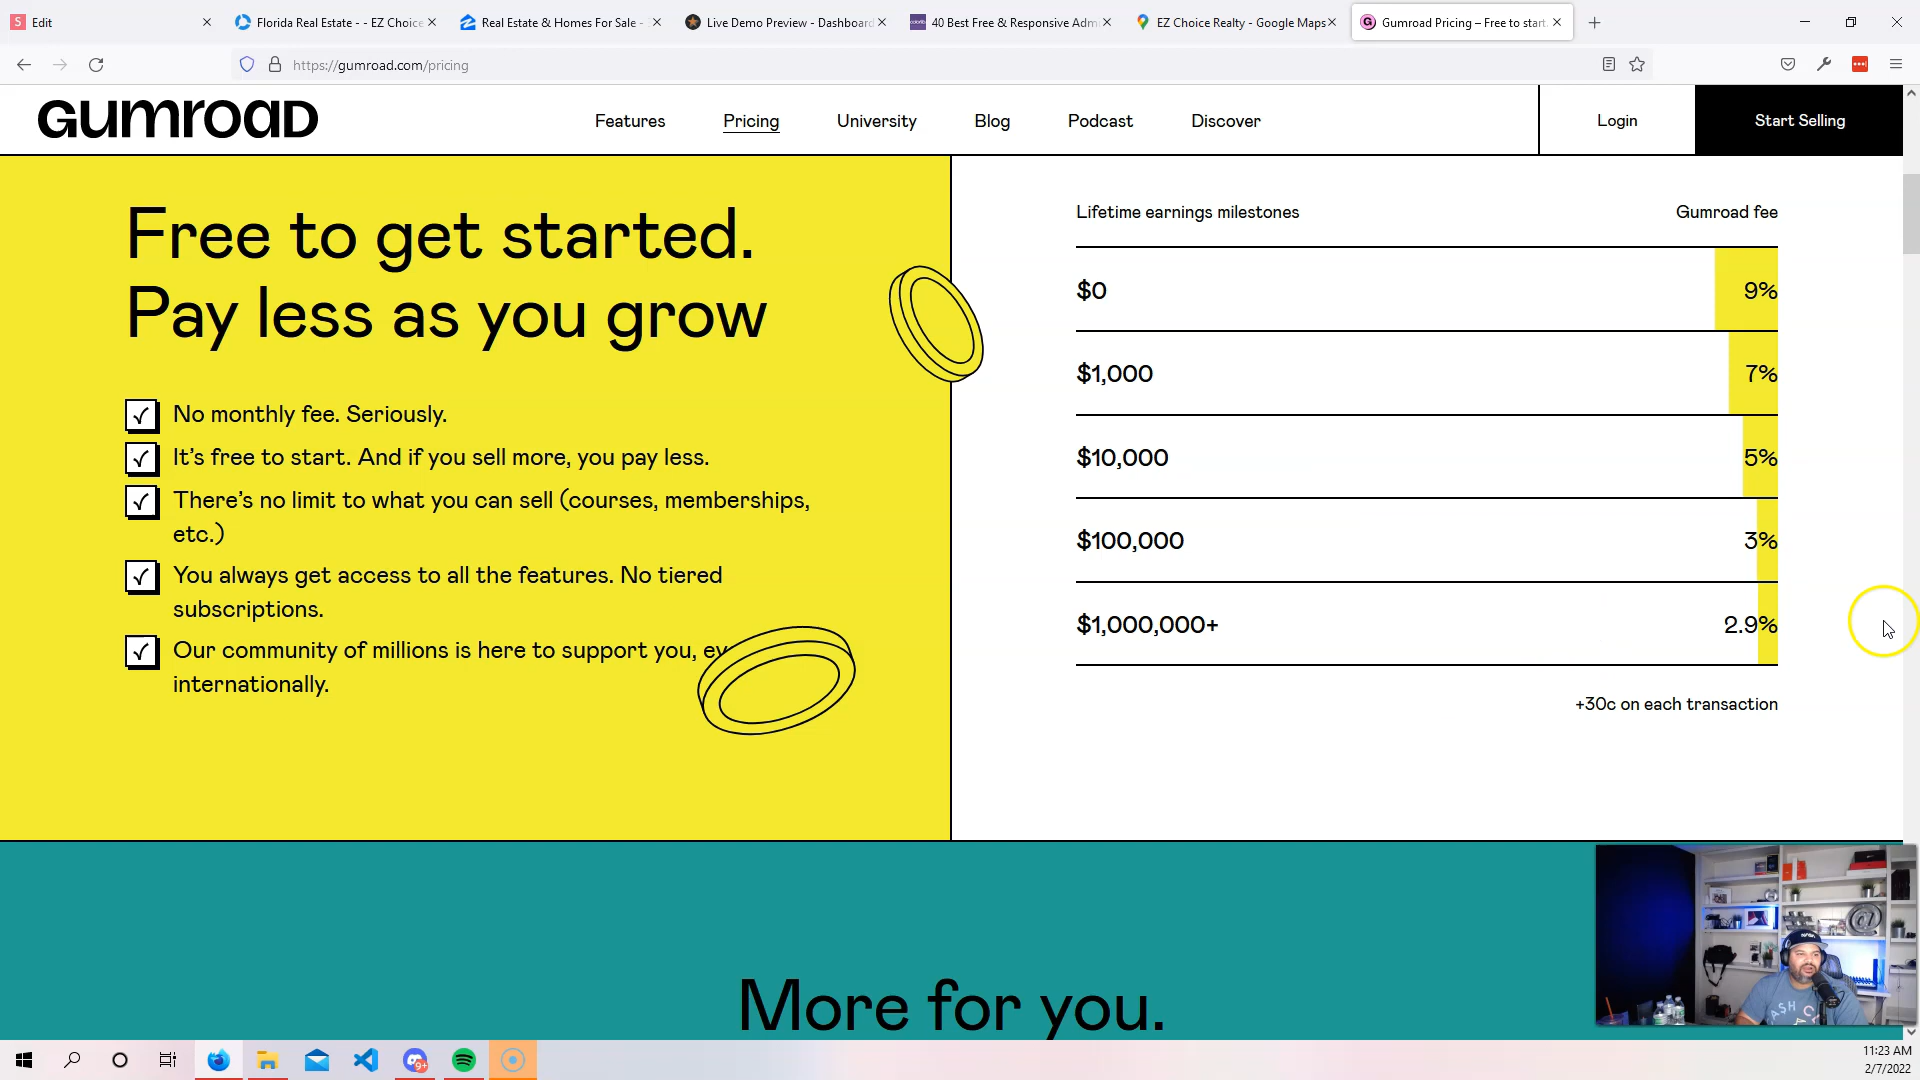 Edit
Florida Real Estate - - EZ Choice
Real Estate & Homes For Sale -
Live Demo Preview - Dashboard
40 Best Free & Responsive Adm
EZ Choice Realty - Google Maps
Gumroad Pricing – Free to start.
https://gumroad.com/pricing
GUMROAD
Features
Pricing
University
Blog
Podcast
Discover
Login
Start Selling
Free to get started.
Pay less as you grow
No monthly fee. Seriously.
It's free to start. And if you sell more, you pay less.
There's no limit to what you can sell (courses, memberships,
etc.)
You always get access to all the features. No tiered
subscriptions.
Our community of millions is here to support you, ev
internationally.
Lifetime earnings milestones
Gumroad fee
$0
9%
$1,000
7%
$10,000
5%
$100,000
3%
$1,000,000+
2.9%
+30c on each transaction
More for you.
9+
11:23 AM
2/7/2022